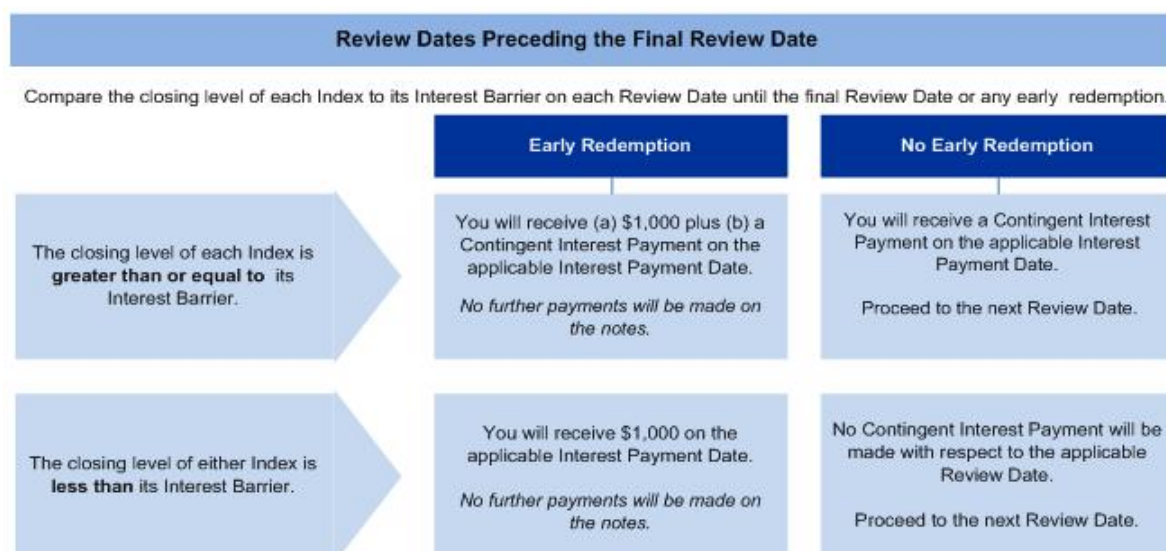 Review Dates Preceding the Final Review Date
Compare the closing level of each Index to its Interest Barrier on each Review Date until the final Review Date or any early redemption.
Early Redemption
No Early Redemption
The closing level of each Index is
greater than or equal to its
Interest Barrier.
You will receive (a) $1,000 plus (b) a
Contingent Interest Payment on the
applicable Interest Payment Date.
No further payments will be made on
the notes.
You will receive a Contingent Interest
Payment on the applicable Interest
Payment Date.
Proceed to the next Review Date.
The closing level of either Index is
less than its Interest Barrier.
You will receive $1,000 on the
applicable Interest Payment Date.
No further payments will be made on
the notes.
No Contingent Interest Payment will be
made with respect to the applicable
Review Date.
Proceed to the next Review Date.